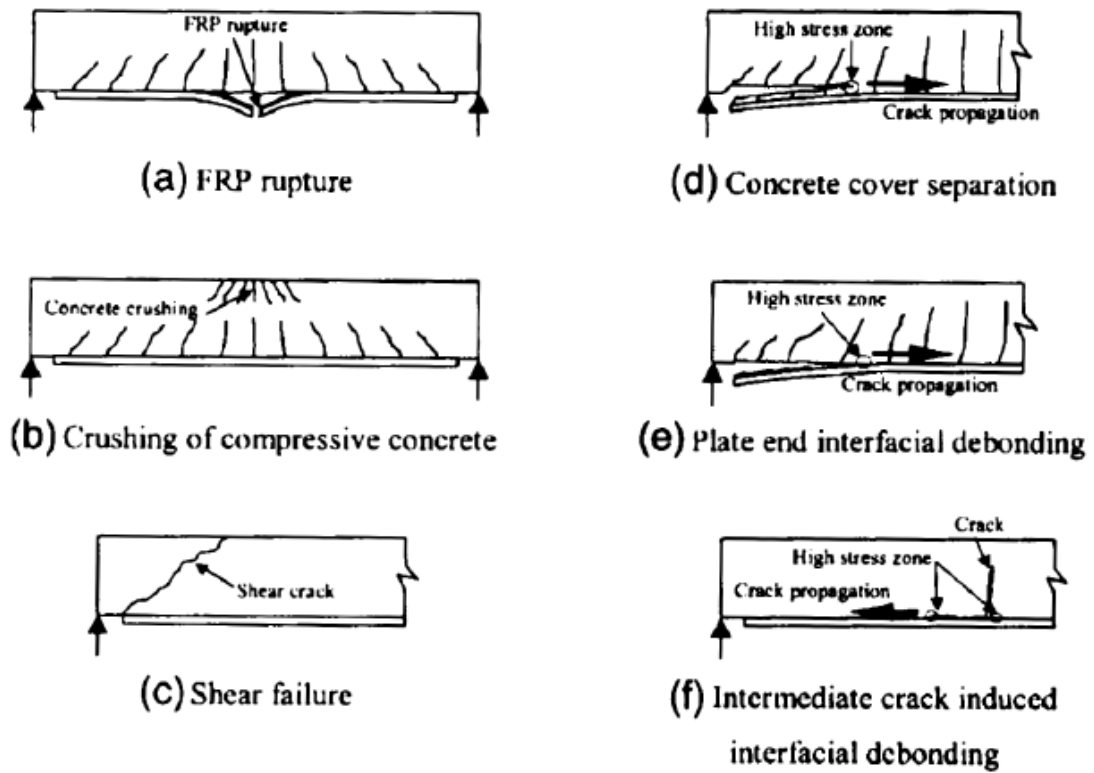 FRP rupture
(a) FRP rupture
Concrete crushing
(b) Crushing of compressive concrete
Shear crack
(c) Shear failure
High stress zone
Crack propagation
(d) Concrete cover separation
High stress zone
Crack propagation
(e) Plate end interfacial debonding
Crack
High stress zone
Crack propagation
(f) Intermediate crack induced
interfacial debonding